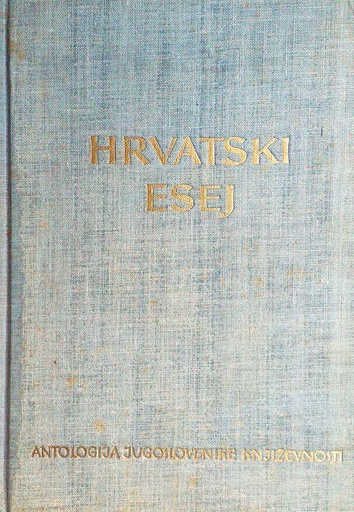 HRVATSKI
ESEJ
ANTOLOGIJA JUGOSLOVENSKE KNJIŽEVNOSTI